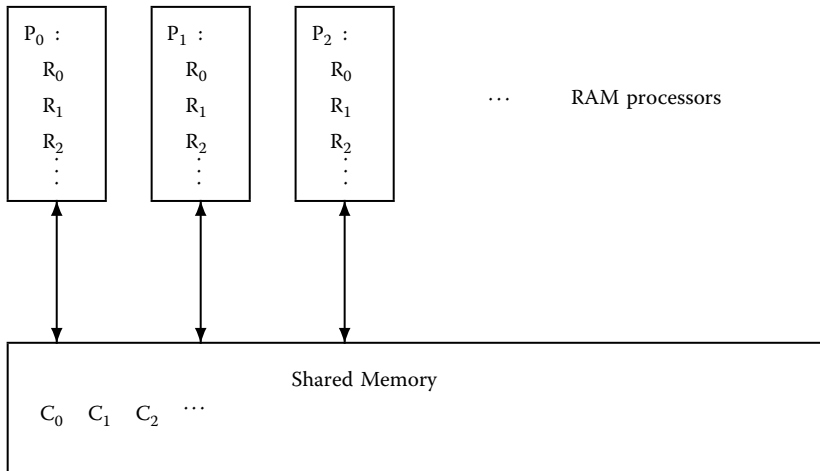 P₀ : P₁ : P₂ :
R₀ R₀ R₀
R₁ R₁ R₁ ... RAM processors
R₂ R₂ R₂
⋮ ⋮ ⋮
Shared Memory
C₀ C₁ C₂ ...